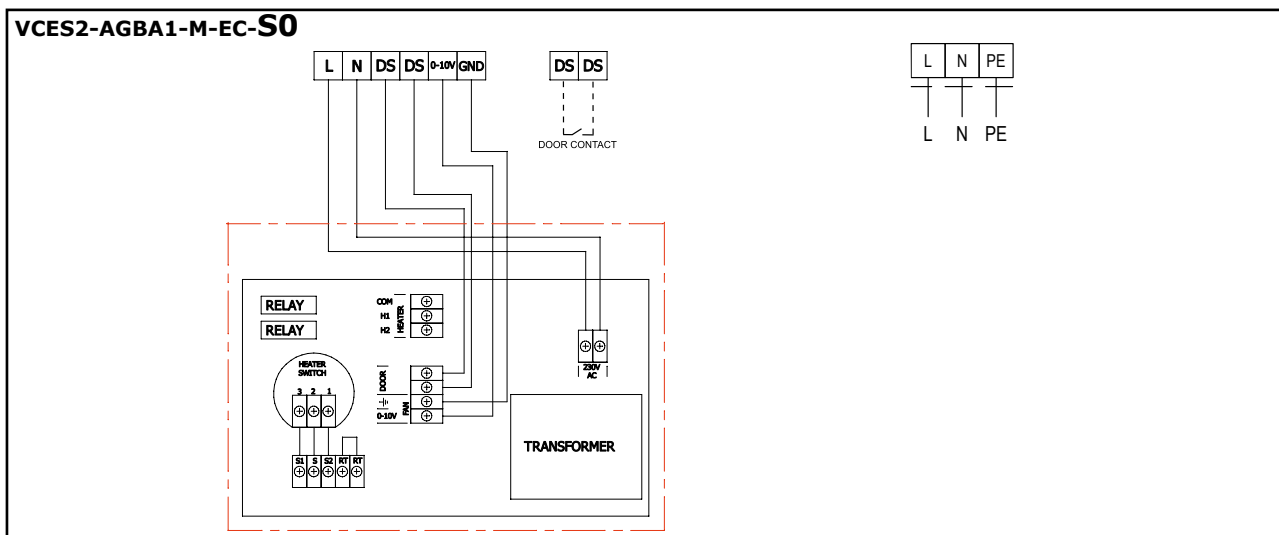 VCES2-AGBA1-M-EC-S0
L N DS DS 0-10V GND
DS DS
DOOR CONTACT
L N PE
L N PE
RELAY
RELAY
COM
H1
H2
HEATER
HEATER
SWITCH
3 2 1
DOOR
FAN
0-10V
S1 S S2 RT RT
230V
AC
TRANSFORMER